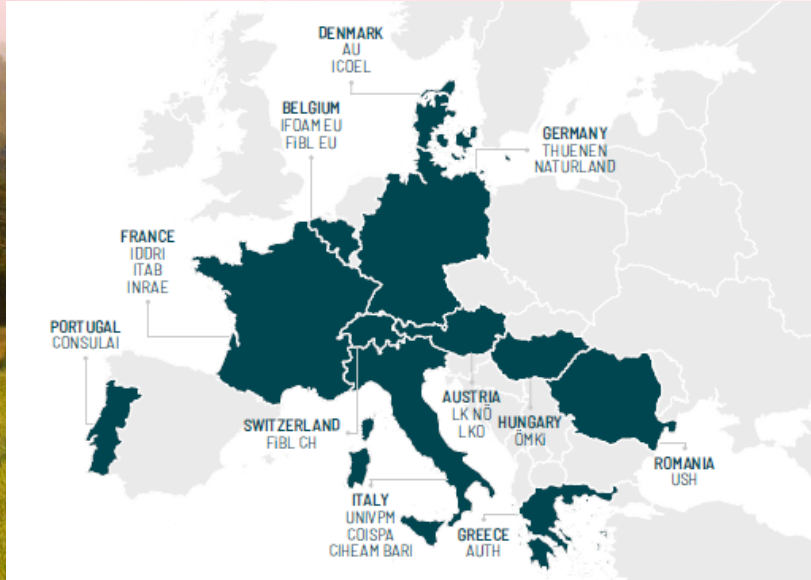 DENMARK
AU
ICOEL
BELGIUM
IFOAM EU
FiBL EU
GERMANY
THUENEN
NATURLAND
FRANCE
IDDRI
ITAB
INRAE
PORTUGAL
CONSULAI
SWITZERLAND
FiBL CH
AUSTRIA
LK NÖ
LKO
HUNGARY
ÖMKi
ROMANIA
USH
ITALY
UNIVPM
COISPA
CIHEAM BARI
GREECE
AUTH